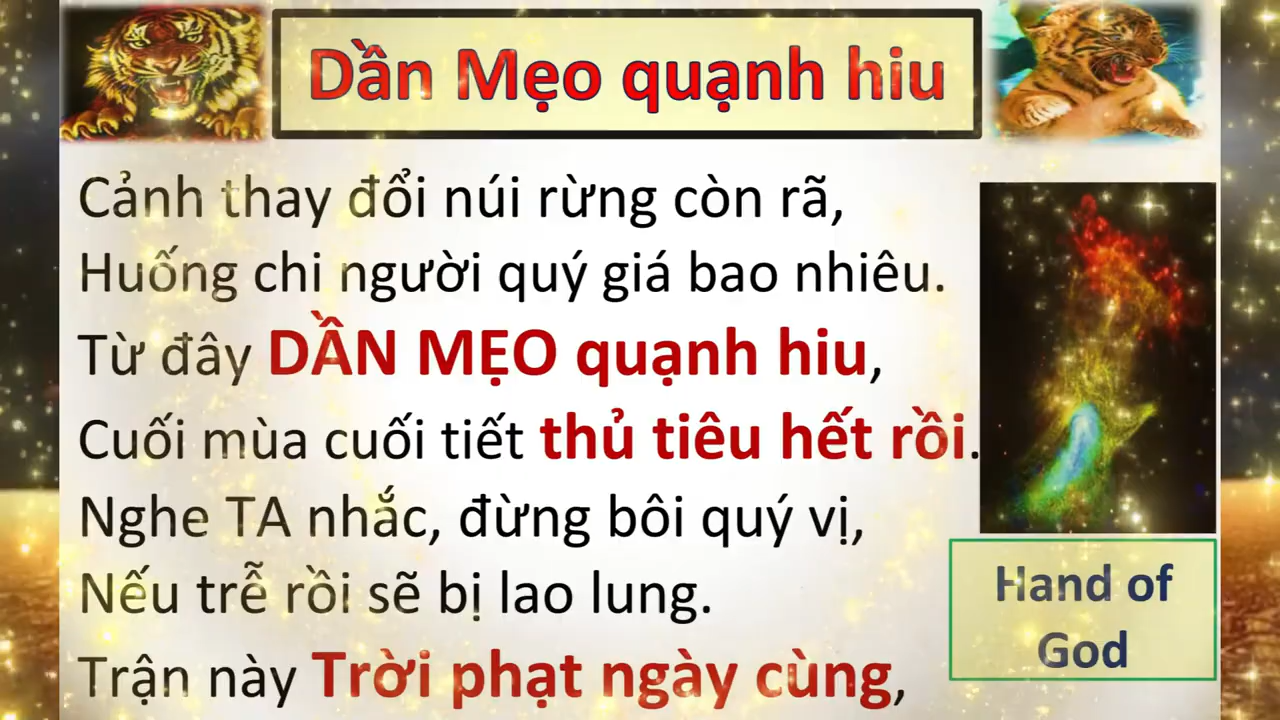 Dần Mẹo quạnh hiu
Cảnh thay đổi núi rừng còn rã,
Huống chi người quý giá bao nhiêu.
Từ đây DẦN MẸO quạnh hiu,
Cuối mùa cuối tiết thủ tiêu hết rồi.
Nghe TA nhắc, đừng bôi quý vị,
Nếu trễ rồi sẽ bị lao lung.
Trận này Trời phạt ngày cùng,
Hand of
God